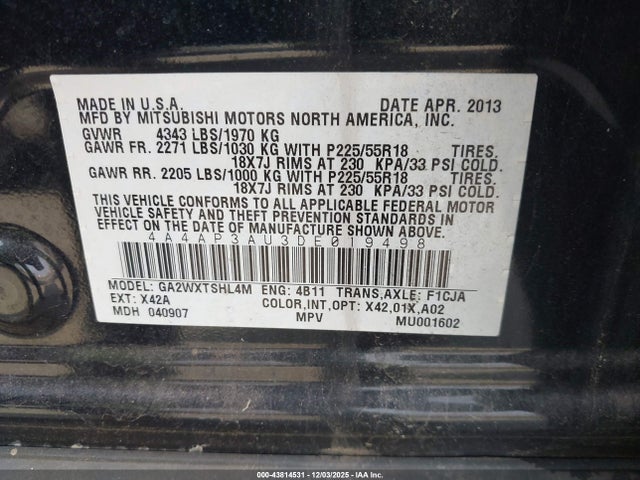 MADE IN U.S.A. DATE APR. 2013
MFD BY MITSUBISHI MOTORS NORTH AMERICA, INC.
GVWR 4343 LBS/1970 KG
GAWR FR. 2271 LBS/1030 KG WITH P225/55R18 TIRES,
18X7J RIMS AT 230 KPA/33 PSI COLD.
GAWR RR. 2205 LBS/1000 KG WITH P225/55R18 TIRES,
18X7J RIMS AT 230 KPA/33 PSI COLD.
THIS VEHICLE CONFORMS TO ALL APPLICABLE FEDERAL MOTOR
VEHICLE SAFETY AND THEFT PREVENTION STANDARDS IN
EFFECT ON THE DATE OF MANUFACTURE SHOWN ABOVE.
4A4AP3AU3DE019498
MODEL: GA2WXTSHL4M ENG: 4B11 TRANS,AXLE: F1CJA
EXT: X42A COLOR,INT,OPT: X42,01X,A02
MDH 040907 MPV MU001602
000-43814531 - 12/03/2025 - IAA Inc.